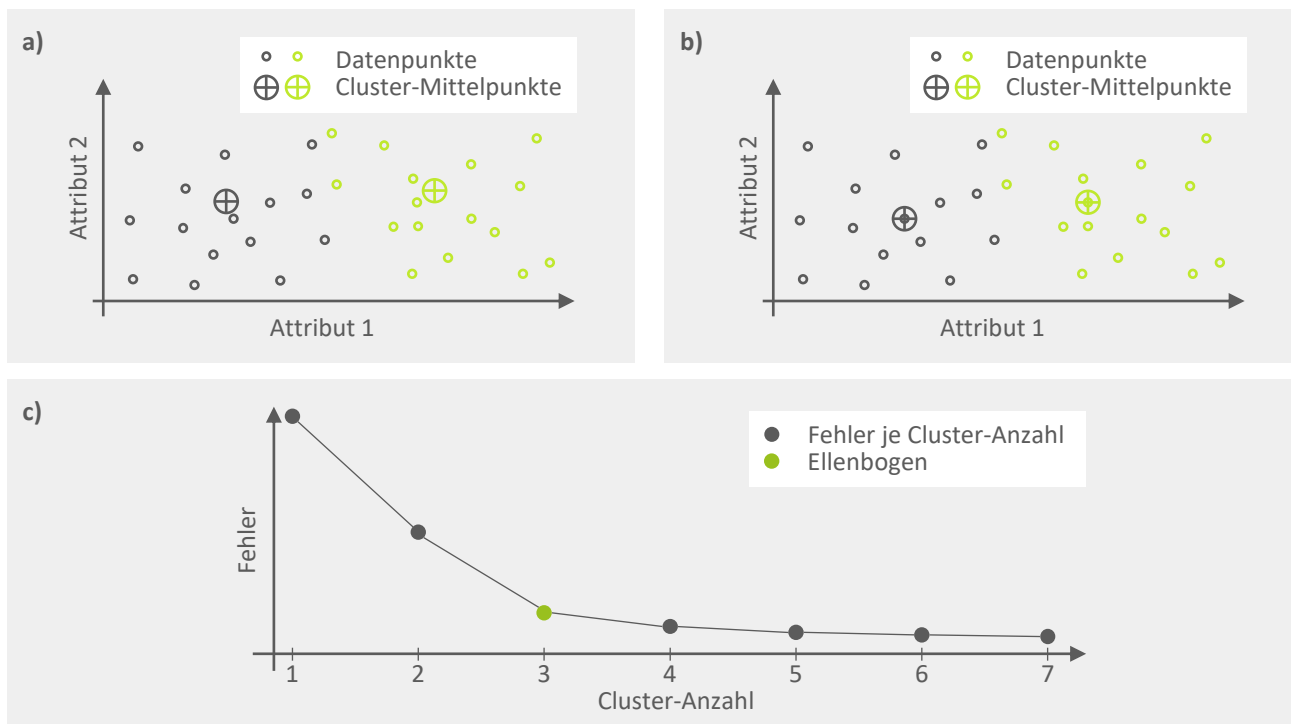 a)
Datenpunkte
Cluster-Mittelpunkte
Attribut 2
Attribut 1
b)
Datenpunkte
Cluster-Mittelpunkte
Attribut 2
Attribut 1
c)
Fehler je Cluster-Anzahl
Ellenbogen
Fehler
1 2 3 4 5 6 7
Cluster-Anzahl